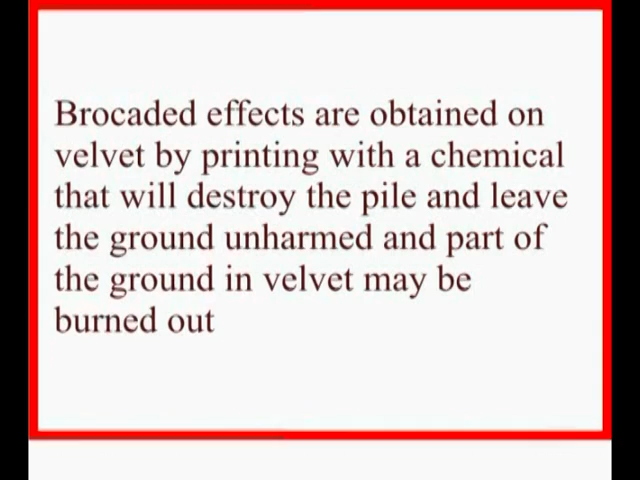 Brocaded effects are obtained on
velvet by printing with a chemical
that will destroy the pile and leave
the ground unharmed and part of
the ground in velvet may be
burned out